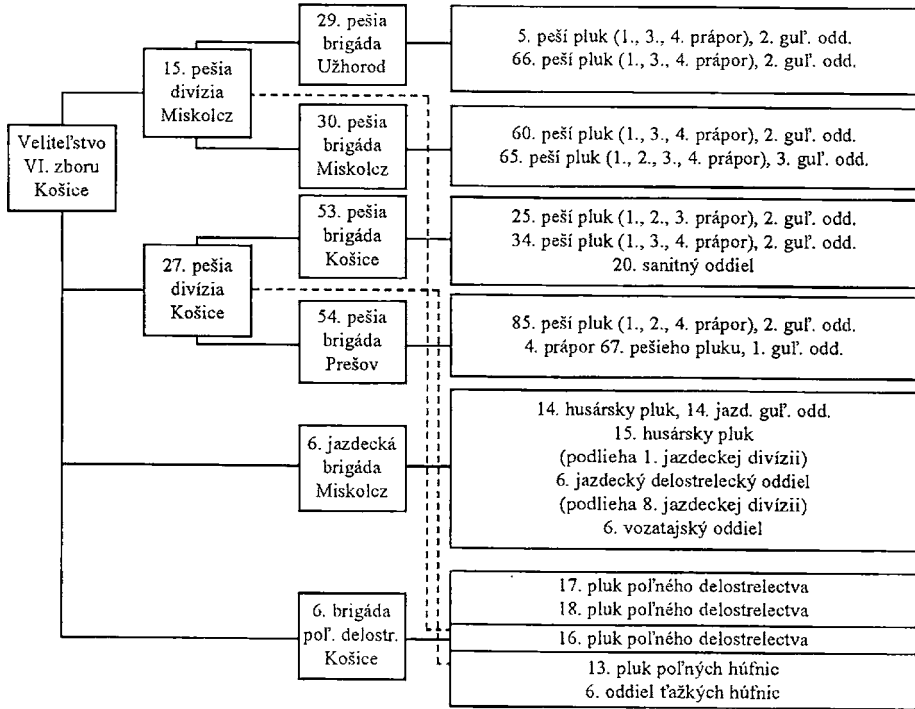 Veliteľstvo
VI. zboru
Košice
15. pešia
divízia
Miskolcz
29. pešia
brigáda
Užhorod
5. peší pluk (1., 3., 4. prápor), 2. guľ. odd.
66. peší pluk (1., 3., 4. prápor), 2. guľ. odd.
30. pešia
brigáda
Miskolcz
60. peší pluk (1., 3., 4. prápor), 2. guľ. odd.
65. peší pluk (1., 2., 3., 4. prápor), 3. guľ. odd.
27. pešia
divízia
Košice
53. pešia
brigáda
Košice
25. peší pluk (1., 2., 3. prápor), 2. guľ. odd.
34. peší pluk (1., 3., 4. prápor), 2. guľ. odd.
20. sanitný oddiel
54. pešia
brigáda
Prešov
85. peší pluk (1., 2., 4. prápor), 2. guľ. odd.
4. prápor 67. pešieho pluku, 1. guľ. odd.
6. jazdecká
brigáda
Miskolcz
14. husársky pluk, 14. jazd. guľ. odd.
15. husársky pluk
(podlieha 1. jazdeckej divízii)
6. jazdecký delostrelecký oddiel
(podlieha 8. jazdeckej divízii)
6. vozatajský oddiel
6. brigáda
poľ. delostr.
Košice
17. pluk poľného delostrelectva
18. pluk poľného delostrelectva
16. pluk poľného delostrelectva
13. pluk poľných húfnic
6. oddiel ťažkých húfnic